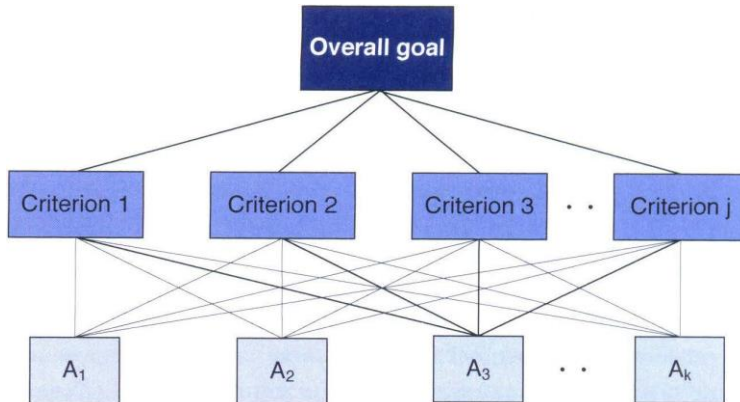 Overall goal
Criterion 1
Criterion 2
Criterion 3
. .
Criterion j
A₁
A₂
A₃
. .
Aₖ